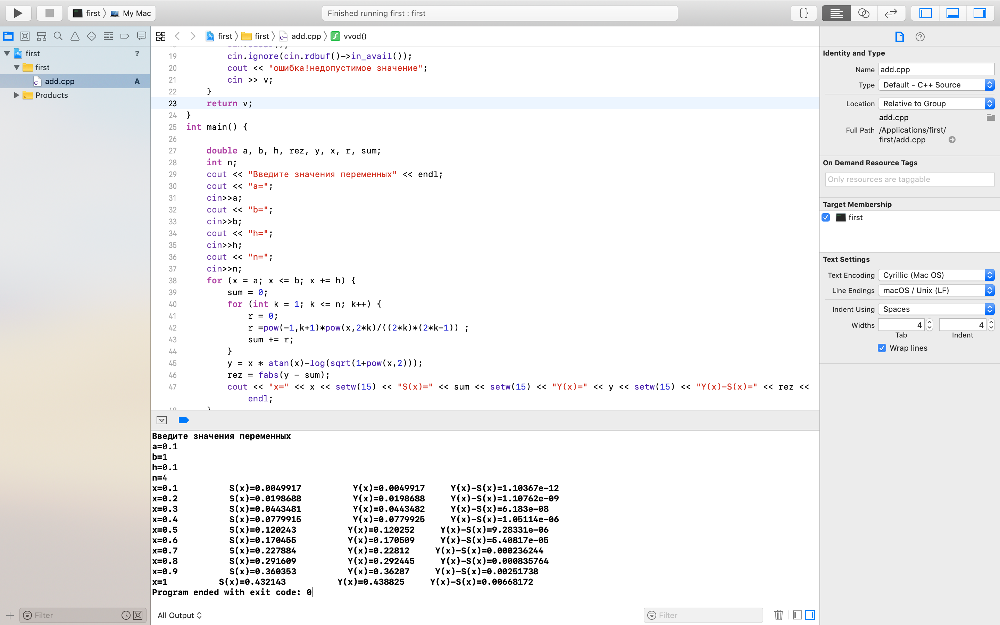 first 〉 My Mac
Finished running first : first
{ }
first 〉 first 〉 add.cpp 〉 vvod()
first ?
first
add.cpp A
Products
Filter
19 cin.ignore(cin.rdbuf()->in_avail());
20 cout << "ошибка!недопустимое значение";
21 cin >> v;
22 }
23 return v;
24 }
25 int main() {
26
27 double a, b, h, rez, y, x, r, sum;
28 int n;
29 cout << "Введите значения переменных" << endl;
30 cout << "a=";
31 cin>>a;
32 cout << "b=";
33 cin>>b;
34 cout << "h=";
35 cin>>h;
36 cout << "n=";
37 cin>>n;
38 for (x = a; x <= b; x += h) {
39 sum = 0;
40 for (int k = 1; k <= n; k++) {
41 r = 0;
42 r =pow(-1,k+1)*pow(x,2*k)/((2*k)*(2*k-1)) ;
43 sum += r;
44 }
45 y = x * atan(x)-log(sqrt(1+pow(x,2)));
46 rez = fabs(y - sum);
47 cout << "x=" << x << setw(15) << "S(x)=" << sum << setw(15) << "Y(x)=" << y << setw(15) << "Y(x)-S(x)=" << rez <<
endl;
Введите значения переменных
a=0.1
b=1
h=0.1
n=4
x=0.1 S(x)=0.0049917 Y(x)=0.0049917 Y(x)-S(x)=1.10367e-12
x=0.2 S(x)=0.0198688 Y(x)=0.0198688 Y(x)-S(x)=1.10762e-09
x=0.3 S(x)=0.0443481 Y(x)=0.0443482 Y(x)-S(x)=6.183e-08
x=0.4 S(x)=0.0779915 Y(x)=0.0779925 Y(x)-S(x)=1.05114e-06
x=0.5 S(x)=0.120243 Y(x)=0.120252 Y(x)-S(x)=9.28331e-06
x=0.6 S(x)=0.170455 Y(x)=0.170509 Y(x)-S(x)=5.40817e-05
x=0.7 S(x)=0.227884 Y(x)=0.22812 Y(x)-S(x)=0.000236244
x=0.8 S(x)=0.291609 Y(x)=0.292445 Y(x)-S(x)=0.000835764
x=0.9 S(x)=0.360353 Y(x)=0.36287 Y(x)-S(x)=0.00251738
x=1 S(x)=0.432143 Y(x)=0.438825 Y(x)-S(x)=0.00668172
Program ended with exit code: 0
All Output
Filter
Identity and Type
Name add.cpp
Type Default - C++ Source
Location Relative to Group
add.cpp
Full Path /Applications/first/
first/add.cpp
On Demand Resource Tags
Only resources are taggable
Target Membership
first
Text Settings
Text Encoding Cyrillic (Mac OS)
Line Endings macOS / Unix (LF)
Indent Using Spaces
Widths 4 4
Tab Indent
Wrap lines